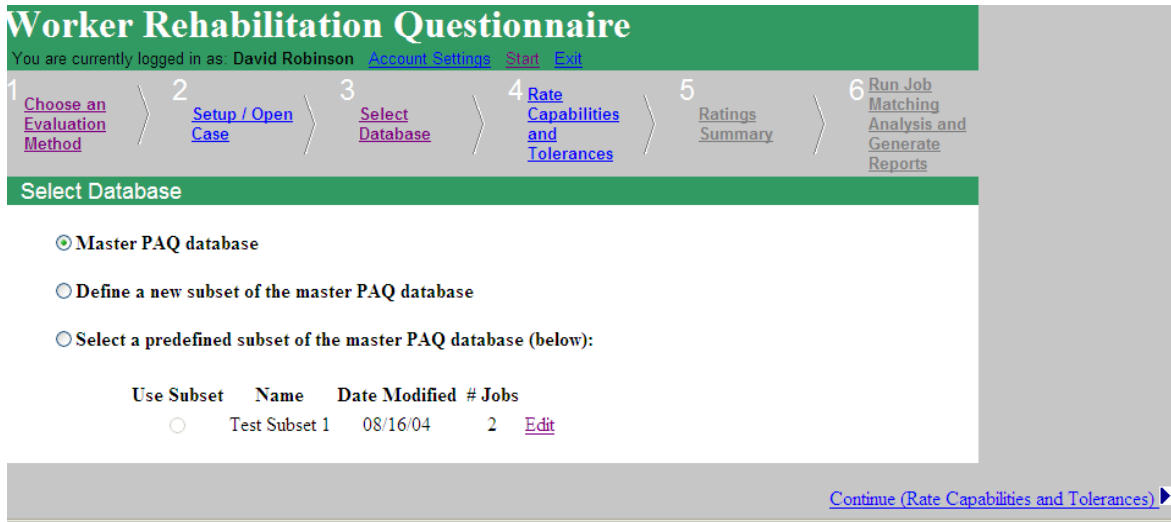 Worker Rehabilitation Questionnaire
You are currently logged in as: David Robinson Account Settings Start Exit
1
Choose an
Evaluation
Method
2
Setup / Open
Case
3
Select
Database
4
Rate
Capabilities
and
Tolerances
5
Ratings
Summary
6
Run Job
Matching
Analysis and
Generate
Reports
Select Database
Master PAQ database
Define a new subset of the master PAQ database
Select a predefined subset of the master PAQ database (below):
Use Subset Name Date Modified # Jobs
Test Subset 1 08/16/04 2 Edit
Continue (Rate Capabilities and Tolerances)